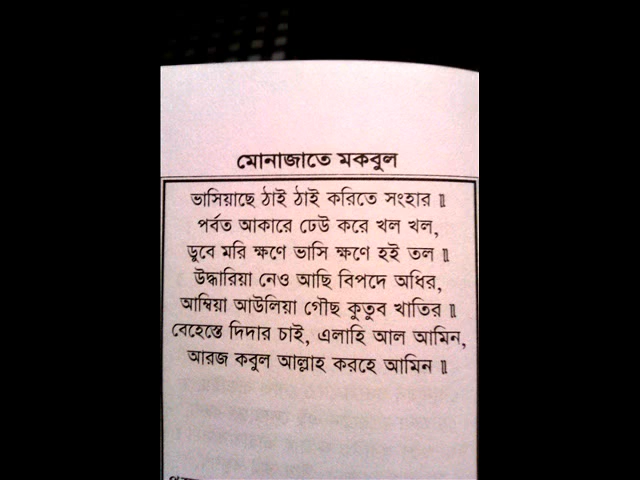 মোনাজাতে মকবুল
ভাসিয়াছে ঠাই ঠাই করিতে সংহার ॥
পর্বত আকারে ঢেউ করে খল খল,
ডুবে মরি ক্ষণে ভাসি ক্ষণে হই তল ॥
উদ্ধারিয়া নেও আছি বিপদে অধির,
আম্বিয়া আউলিয়া গৌছ কুতুব খাতির ॥
বেহেস্তে দিদার চাই, এলাহি আল আমিন,
আরজ কবুল আল্লাহ করহে আমিন ॥